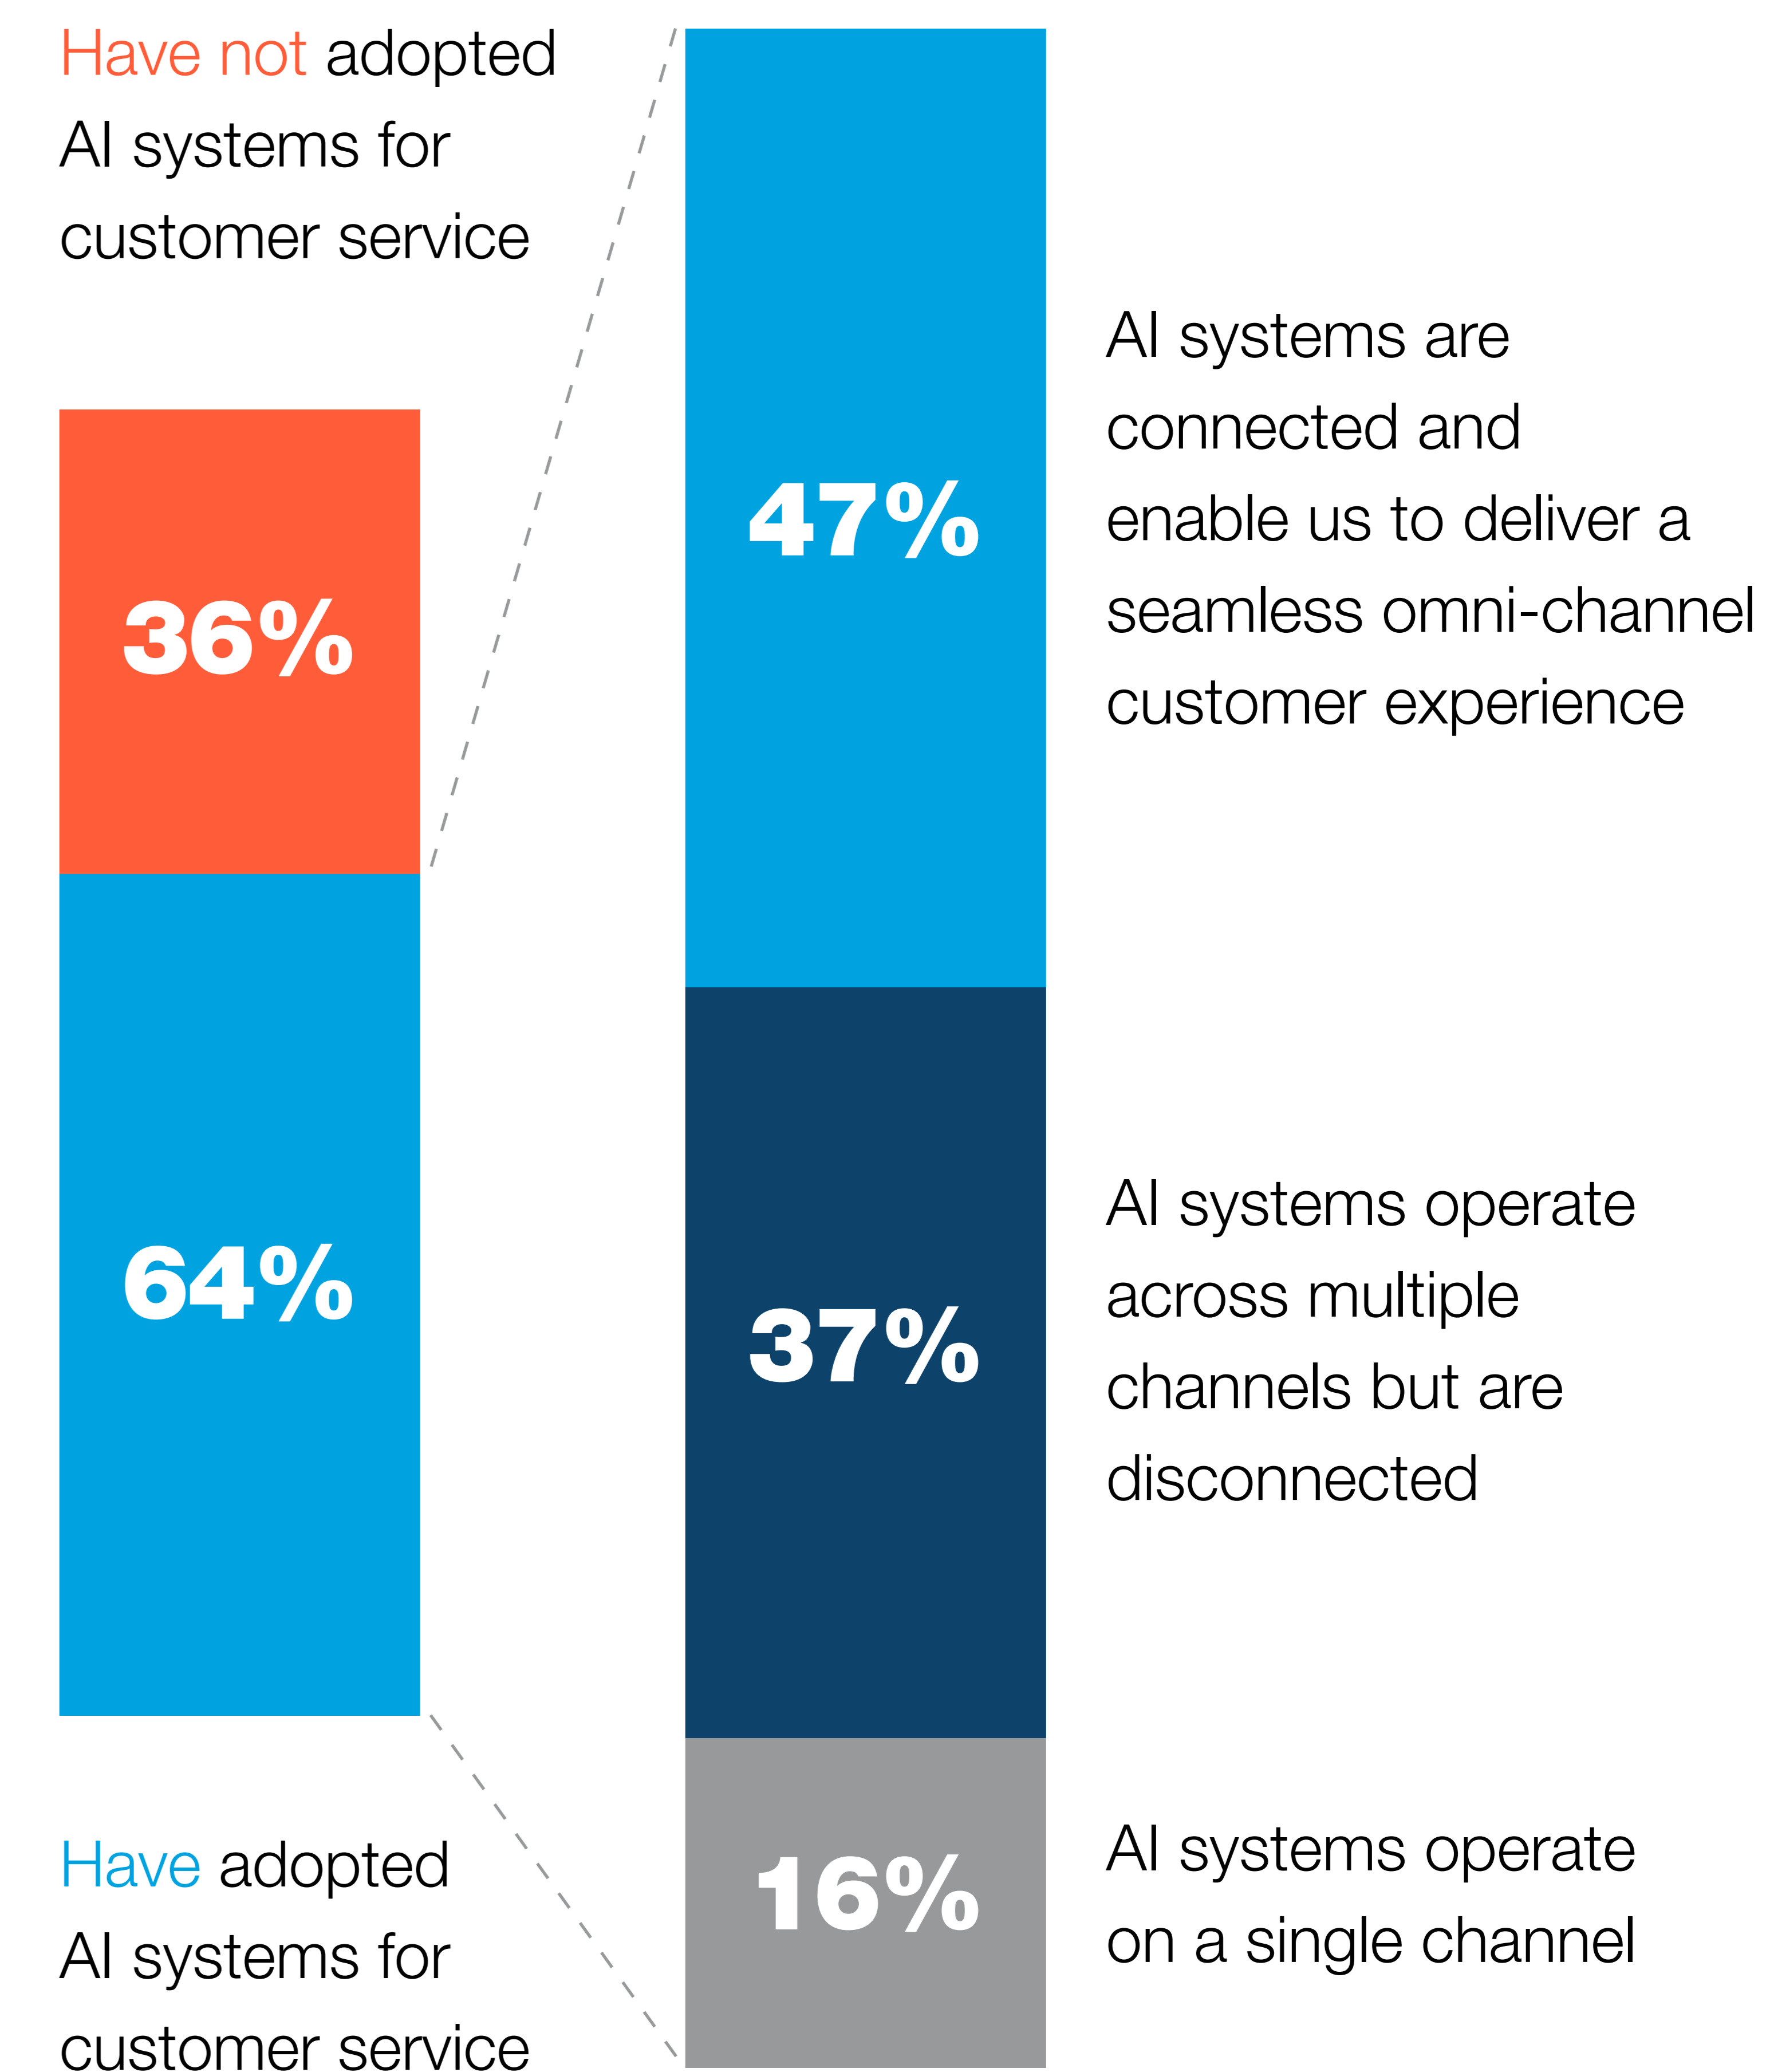 Have not adopted
AI systems for
customer service
36%
64%
Have adopted
AI systems for
customer service
47%
AI systems are
connected and
enable us to deliver a
seamless omni-channel
customer experience
37%
AI systems operate
across multiple
channels but are
disconnected
16%
AI systems operate
on a single channel